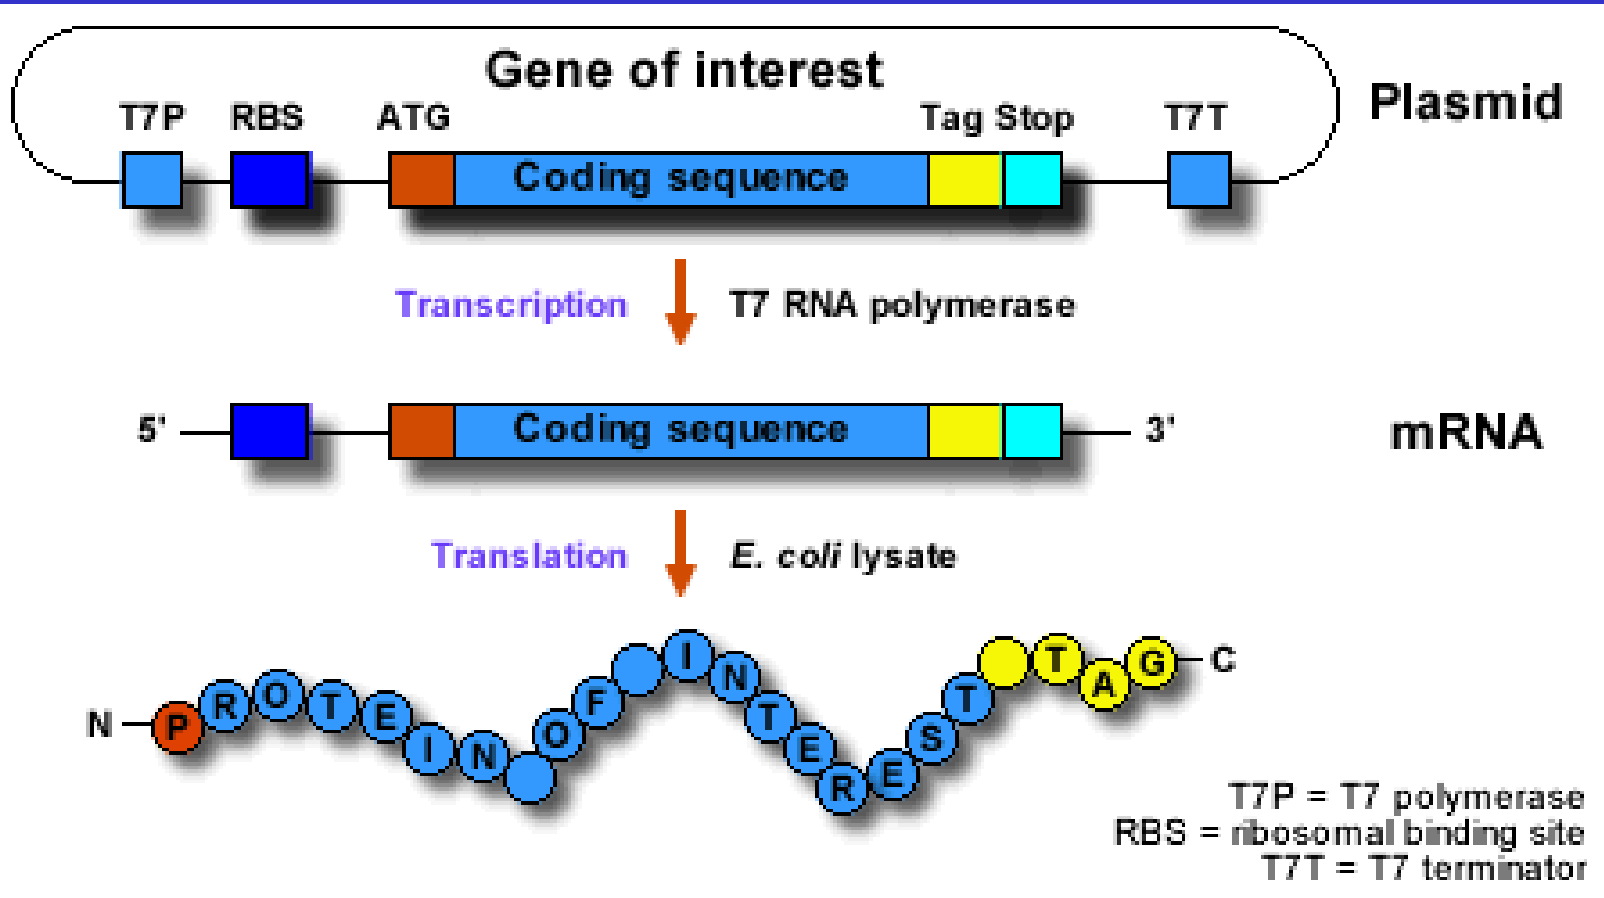 Gene of interest
Plasmid
T7P RBS ATG Tag Stop T7T
Coding sequence
Transcription T7 RNA polymerase
5' Coding sequence 3'
mRNA
Translation E. coli lysate
N P R O T E I N O F I N T E R E S T T A G C
T7P = T7 polymerase
RBS = ribosomal binding site
T7T = T7 terminator